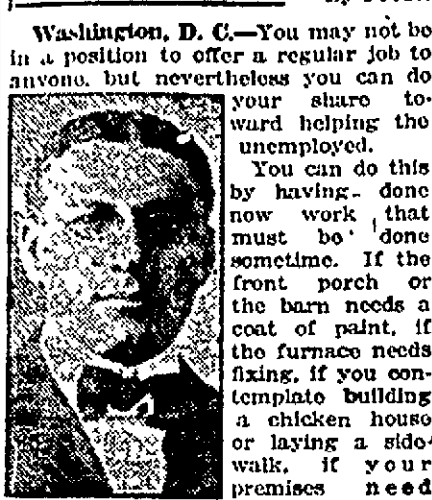 Washington, D. C.—You may not be
in a position to offer a regular job to
anyone, but nevertheless you can do
your share to-
ward helping the
unemployed.
You can do this
by having done
now work that
must be done
sometime. If the
front porch or
the barn needs a
coat of paint, if
the furnace needs
fixing, if you con-
template building
a chicken house
or laying a side-
walk, if your
premises need